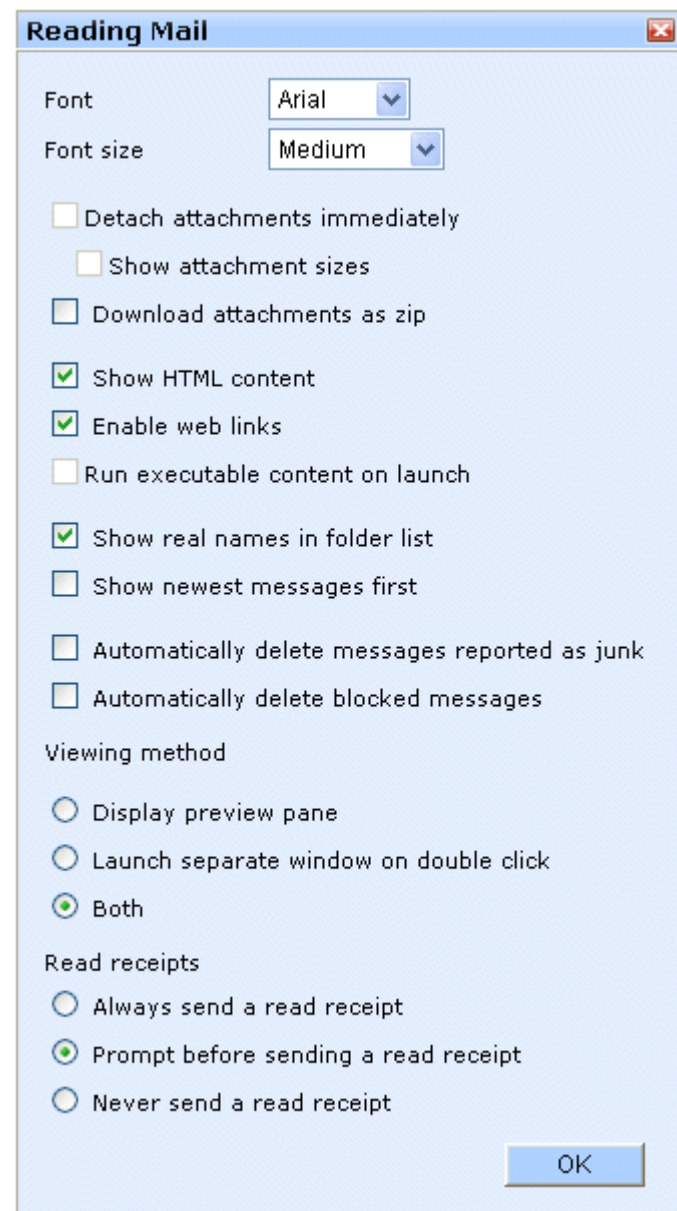 Reading Mail
Font Arial
Font size Medium
Detach attachments immediately
Show attachment sizes
Download attachments as zip
Show HTML content
Enable web links
Run executable content on launch
Show real names in folder list
Show newest messages first
Automatically delete messages reported as junk
Automatically delete blocked messages
Viewing method
Display preview pane
Launch separate window on double click
Both
Read receipts
Always send a read receipt
Prompt before sending a read receipt
Never send a read receipt
OK